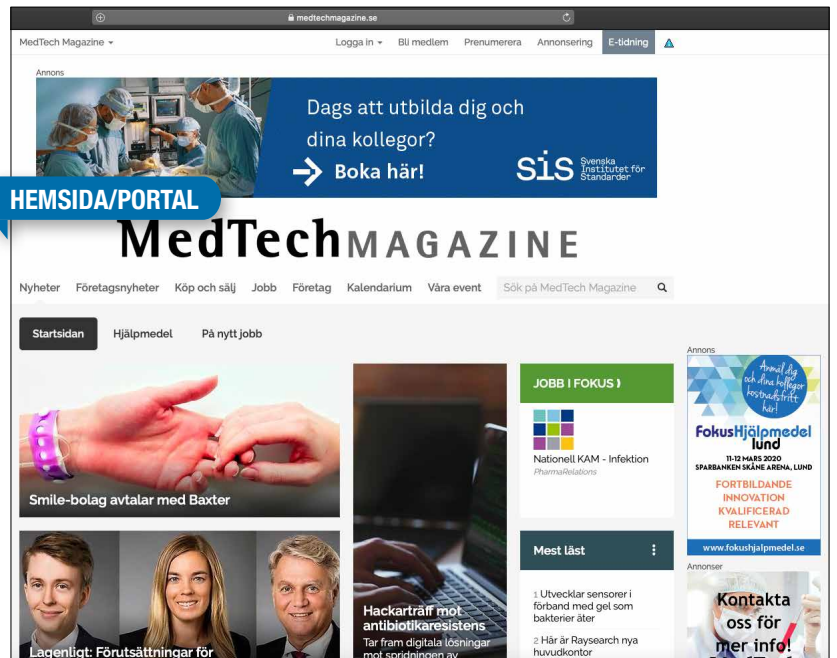 medtechmagazine.se
MedTech Magazine
Logga in
Bli medlem
Prenumerera
Annonsering
E-tidning
Annons
Dags att utbilda dig och
dina kollegor?
Boka här!
SIS
Svenska
Institutet för
Standarder
HEMSIDA/PORTAL
MedTech MAGAZINE
Nyheter
Företagsnyheter
Köp och sälj
Jobb
Företag
Kalendarium
Våra event
Sök på MedTech Magazine
Startsidan
Hjälpmedel
På nytt jobb
Smile-bolag avtalar med Baxter
Lagenligt: Förutsättningar för
Hackarträff mot
antibiotikaresistens
Tar fram digitala lösningar
mot spridningen av
JOBB I FOKUS
Nationell KAM - Infektion
PharmaRelations
Mest läst
1 Utvecklar sensorer i
förband med gel som
bakterier äter
2 Här är Raysearch nya
huvudkontor
Annons
Anmäl dig
och dina kollegor
kostnadsfritt
här!
FokusHjälpmedel
lund
11-12 MARS 2020
SPARBANKEN SKÅNE ARENA, LUND
FORTBILDANDE
INNOVATION
KVALIFICERAD
RELEVANT
www.fokushjalpmedel.se
Annonser
Kontakta
oss för
mer info!